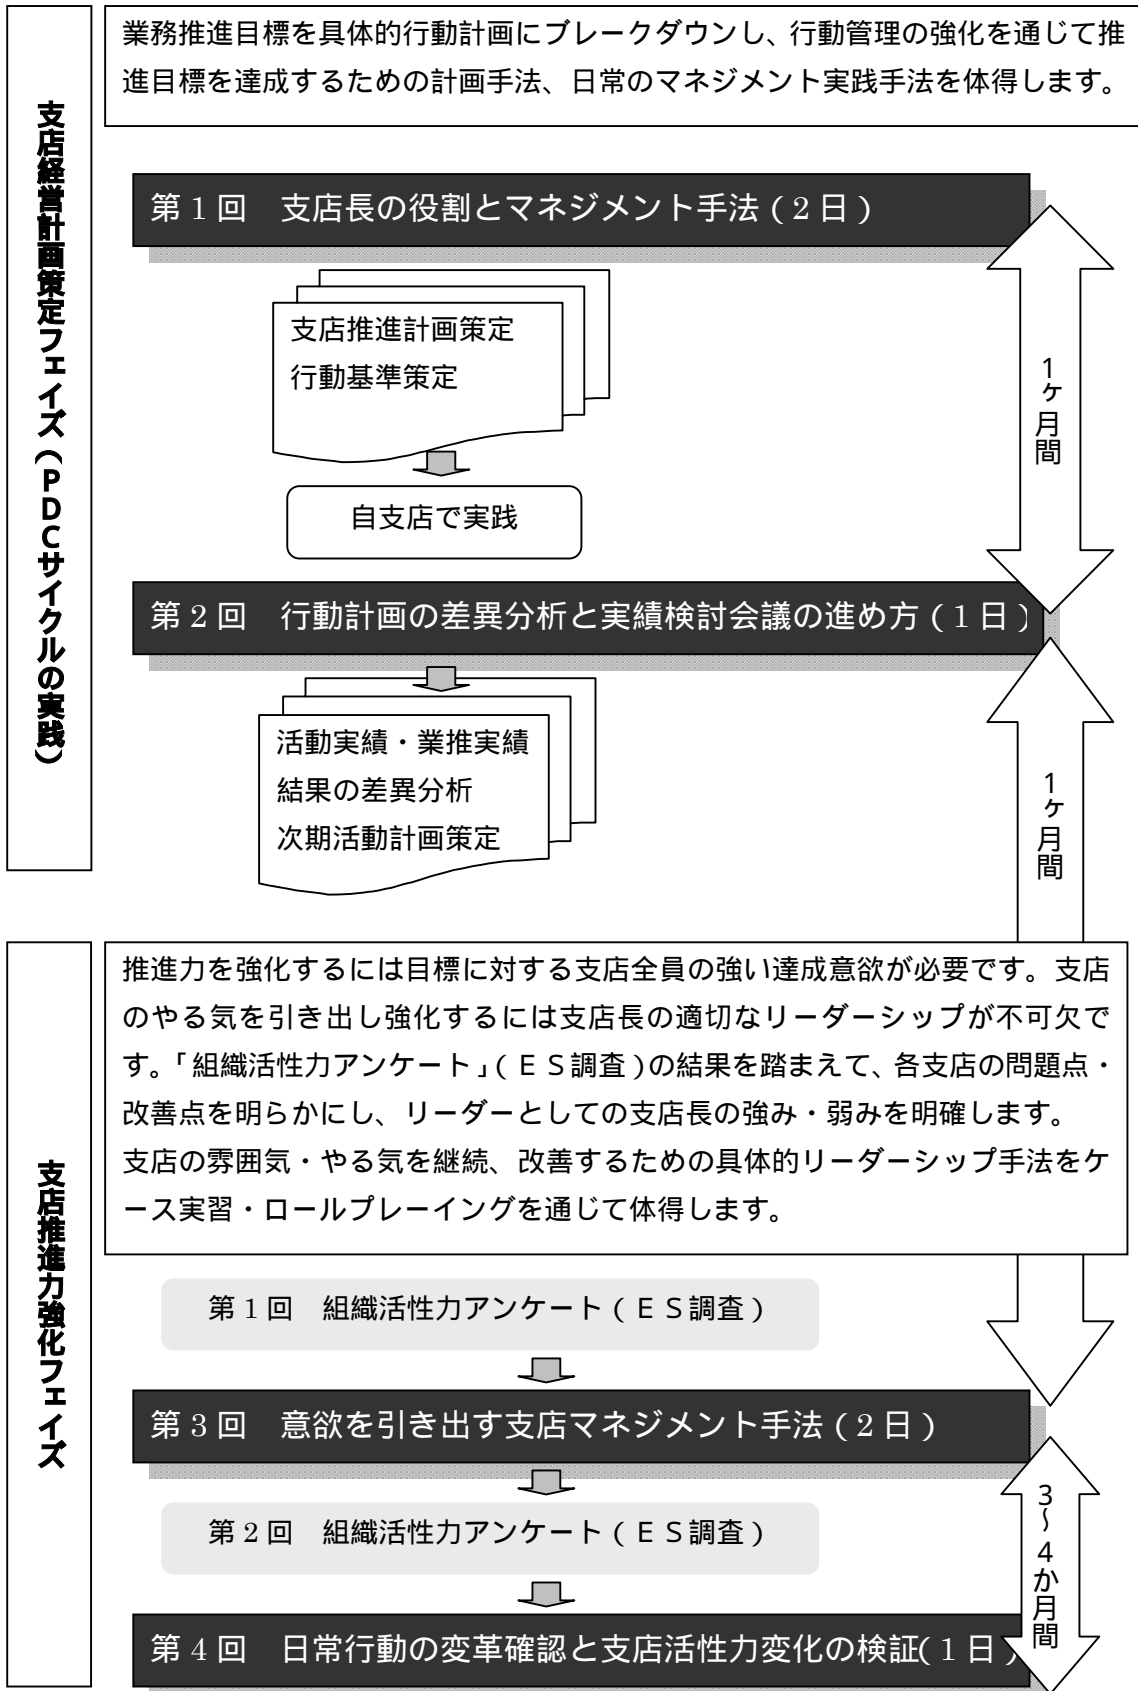 支店経営計画策定フェイズ（ＰＤＣサイクルの実践）
業務推進目標を具体的行動計画にブレークダウンし、行動管理の強化を通じて推
進目標を達成するための計画手法、日常のマネジメント実践手法を体得します。
第１回　支店長の役割とマネジメント手法（２日）
支店推進計画策定
行動基準策定
自支店で実践
1ヶ月間
第２回　行動計画の差異分析と実績検討会議の進め方（１日）
活動実績・業推実績
結果の差異分析
次期活動計画策定
1ヶ月間
支店推進力強化フェイズ
推進力を強化するには目標に対する支店全員の強い達成意欲が必要です。支店
のやる気を引き出し強化するには支店長の適切なリーダーシップが不可欠で
す。「組織活性力アンケート」（ＥＳ調査）の結果を踏まえて、各支店の問題点・
改善点を明らかにし、リーダーとしての支店長の強み・弱みを明確します。
支店の雰囲気・やる気を継続、改善するための具体的リーダーシップ手法をケ
ース実習・ロールプレーイングを通じて体得します。
第１回　組織活性力アンケート（ＥＳ調査）
第３回　意欲を引き出す支店マネジメント手法（２日）
第２回　組織活性力アンケート（ＥＳ調査）
3～4か月間
第４回　日常行動の変革確認と支店活性力変化の検証（１日）